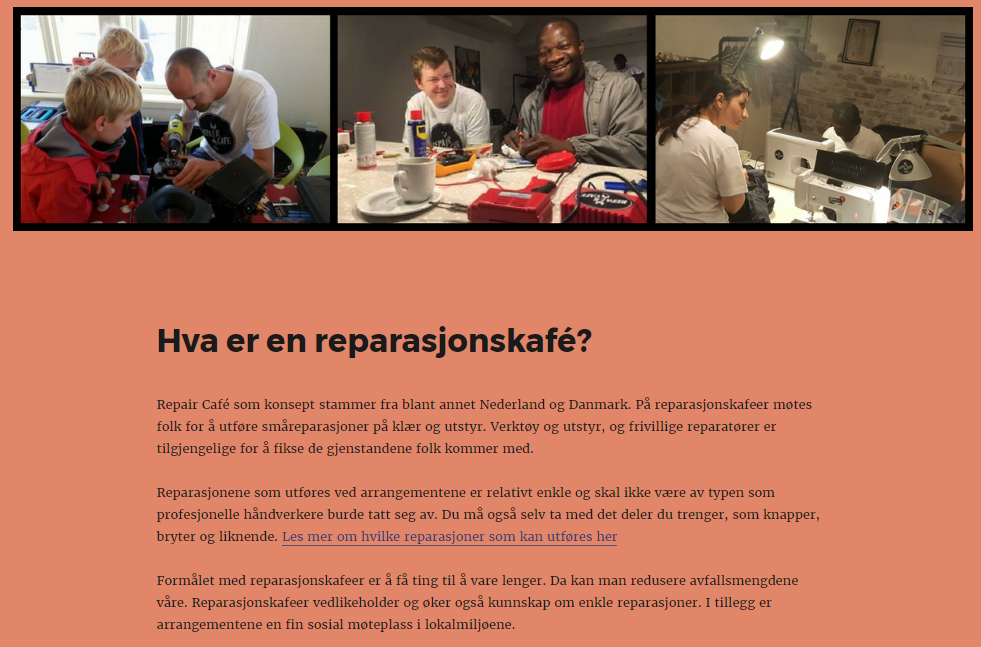 Hva er en reparasjonskafé?
Repair Café som konsept stammer fra blant annet Nederland og Danmark. På reparasjonskafeer møtes
folk for å utføre småreparasjoner på klær og utstyr. Verktøy og utstyr, og frivillige reparatører er
tilgjengelige for å fikse de gjenstandene folk kommer med.
Reparasjonene som utføres ved arrangementene er relativt enkle og skal ikke være av typen som
profesjonelle håndverkere burde tatt seg av. Du må også selv ta med det deler du trenger, som knapper,
bryter og liknende. Les mer om hvilke reparasjoner som kan utføres her
Formålet med reparasjonskafeer er å få ting til å vare lenger. Da kan man redusere avfallsmengdene
våre. Reparasjonskafeer vedlikeholder og øker også kunnskap om enkle reparasjoner. I tillegg er
arrangementene en fin sosial møteplass i lokalmiljøene.